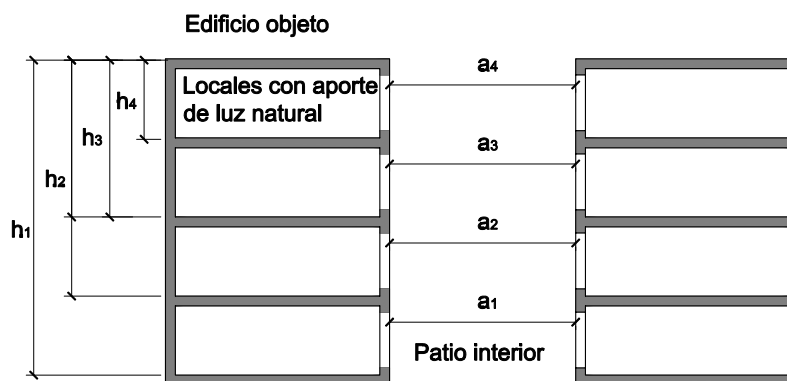 Edificio objeto
Locales con aporte
de luz natural
a4
h4
h3
a3
h2
h1
a2
a1
Patio interior